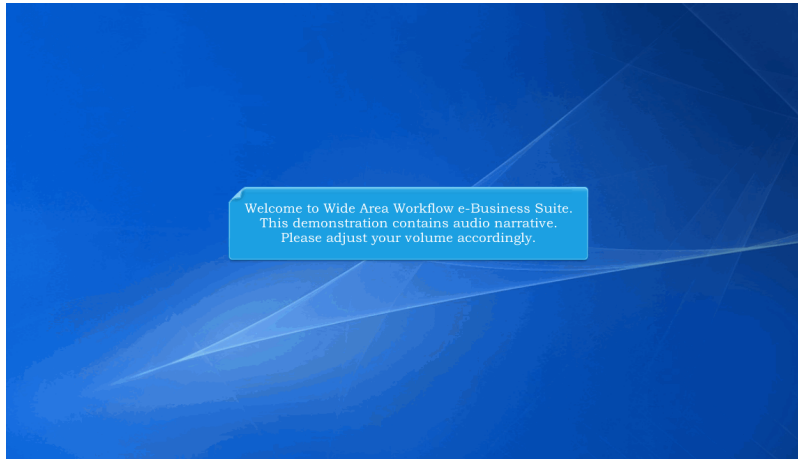 Welcome to Wide Area Workflow e-Business Suite.
This demonstration contains audio narrative.
Please adjust your volume accordingly.